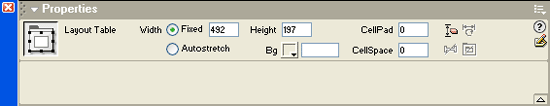 Properties
Layout Table Width Fixed 492 Height 197 CellPad 0
Autostretch Bg CellSpace 0